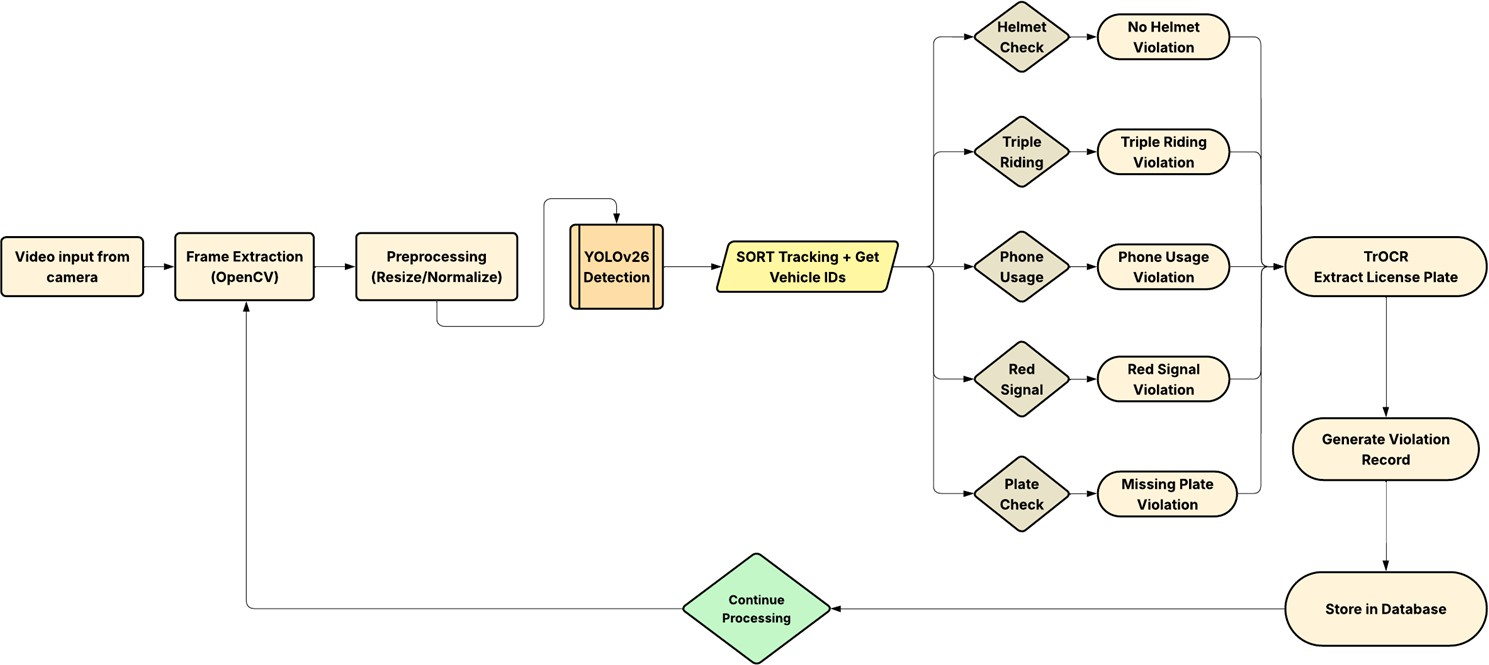 Video input from
camera
Frame Extraction
(OpenCV)
Preprocessing
(Resize/Normalize)
YOLOv26
Detection
SORT Tracking + Get
Vehicle IDs
Helmet
Check
No Helmet
Violation
Triple
Riding
Triple Riding
Violation
Phone
Usage
Phone Usage
Violation
Red
Signal
Red Signal
Violation
Plate
Check
Missing Plate
Violation
TrOCR
Extract License Plate
Generate Violation
Record
Store in Database
Continue
Processing